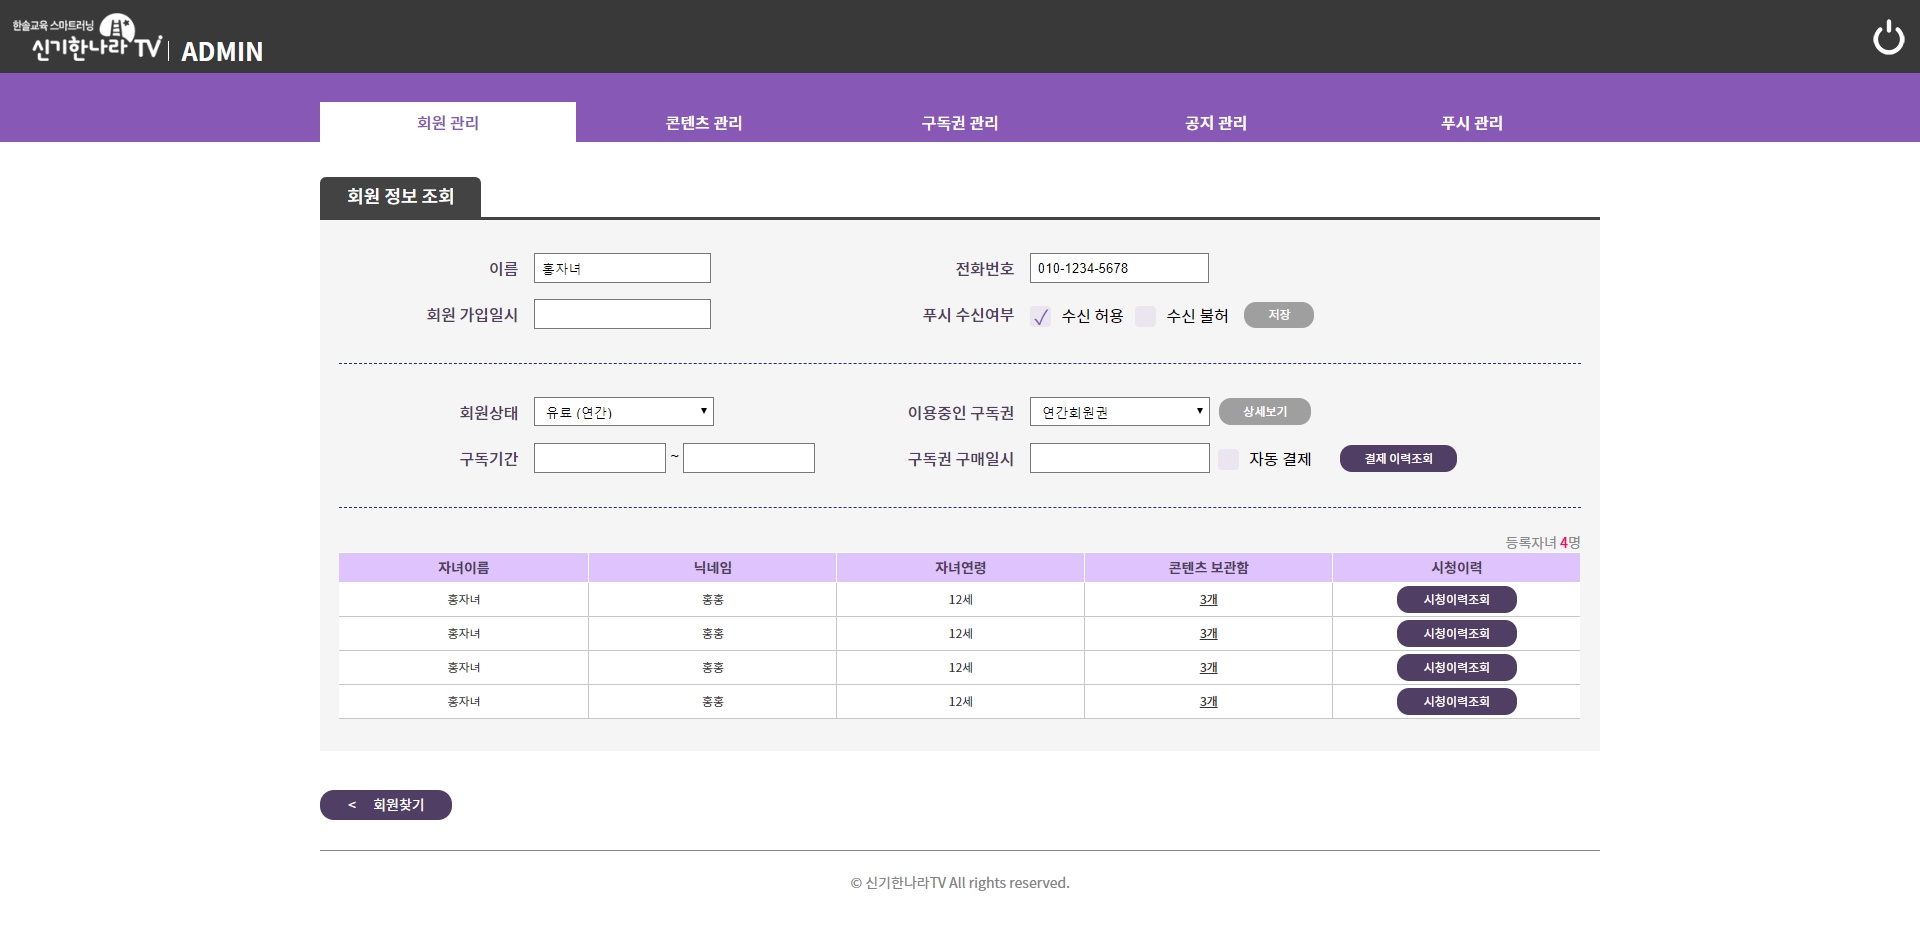 한솔교육 스마트러닝
신기한나라 TV | ADMIN
회원 관리 콘텐츠 관리 구독권 관리 공지 관리 푸시 관리
회원 정보 조회
이름 홍자녀 전화번호 010-1234-5678
회원 가입일시 푸시 수신여부 수신 허용 수신 불허 저장
회원상태 유료 (연간) 이용중인 구독권 연간회원권 상세보기
구독기간 ~ 구독권 구매일시 자동 결제 결제 이력조회
등록자녀 4명
자녀이름 닉네임 자녀연령 콘텐츠 보관함 시청이력
홍자녀 홍홍 12세 3개 시청이력조회
홍자녀 홍홍 12세 3개 시청이력조회
홍자녀 홍홍 12세 3개 시청이력조회
홍자녀 홍홍 12세 3개 시청이력조회
< 회원찾기
© 신기한나라TV All rights reserved.